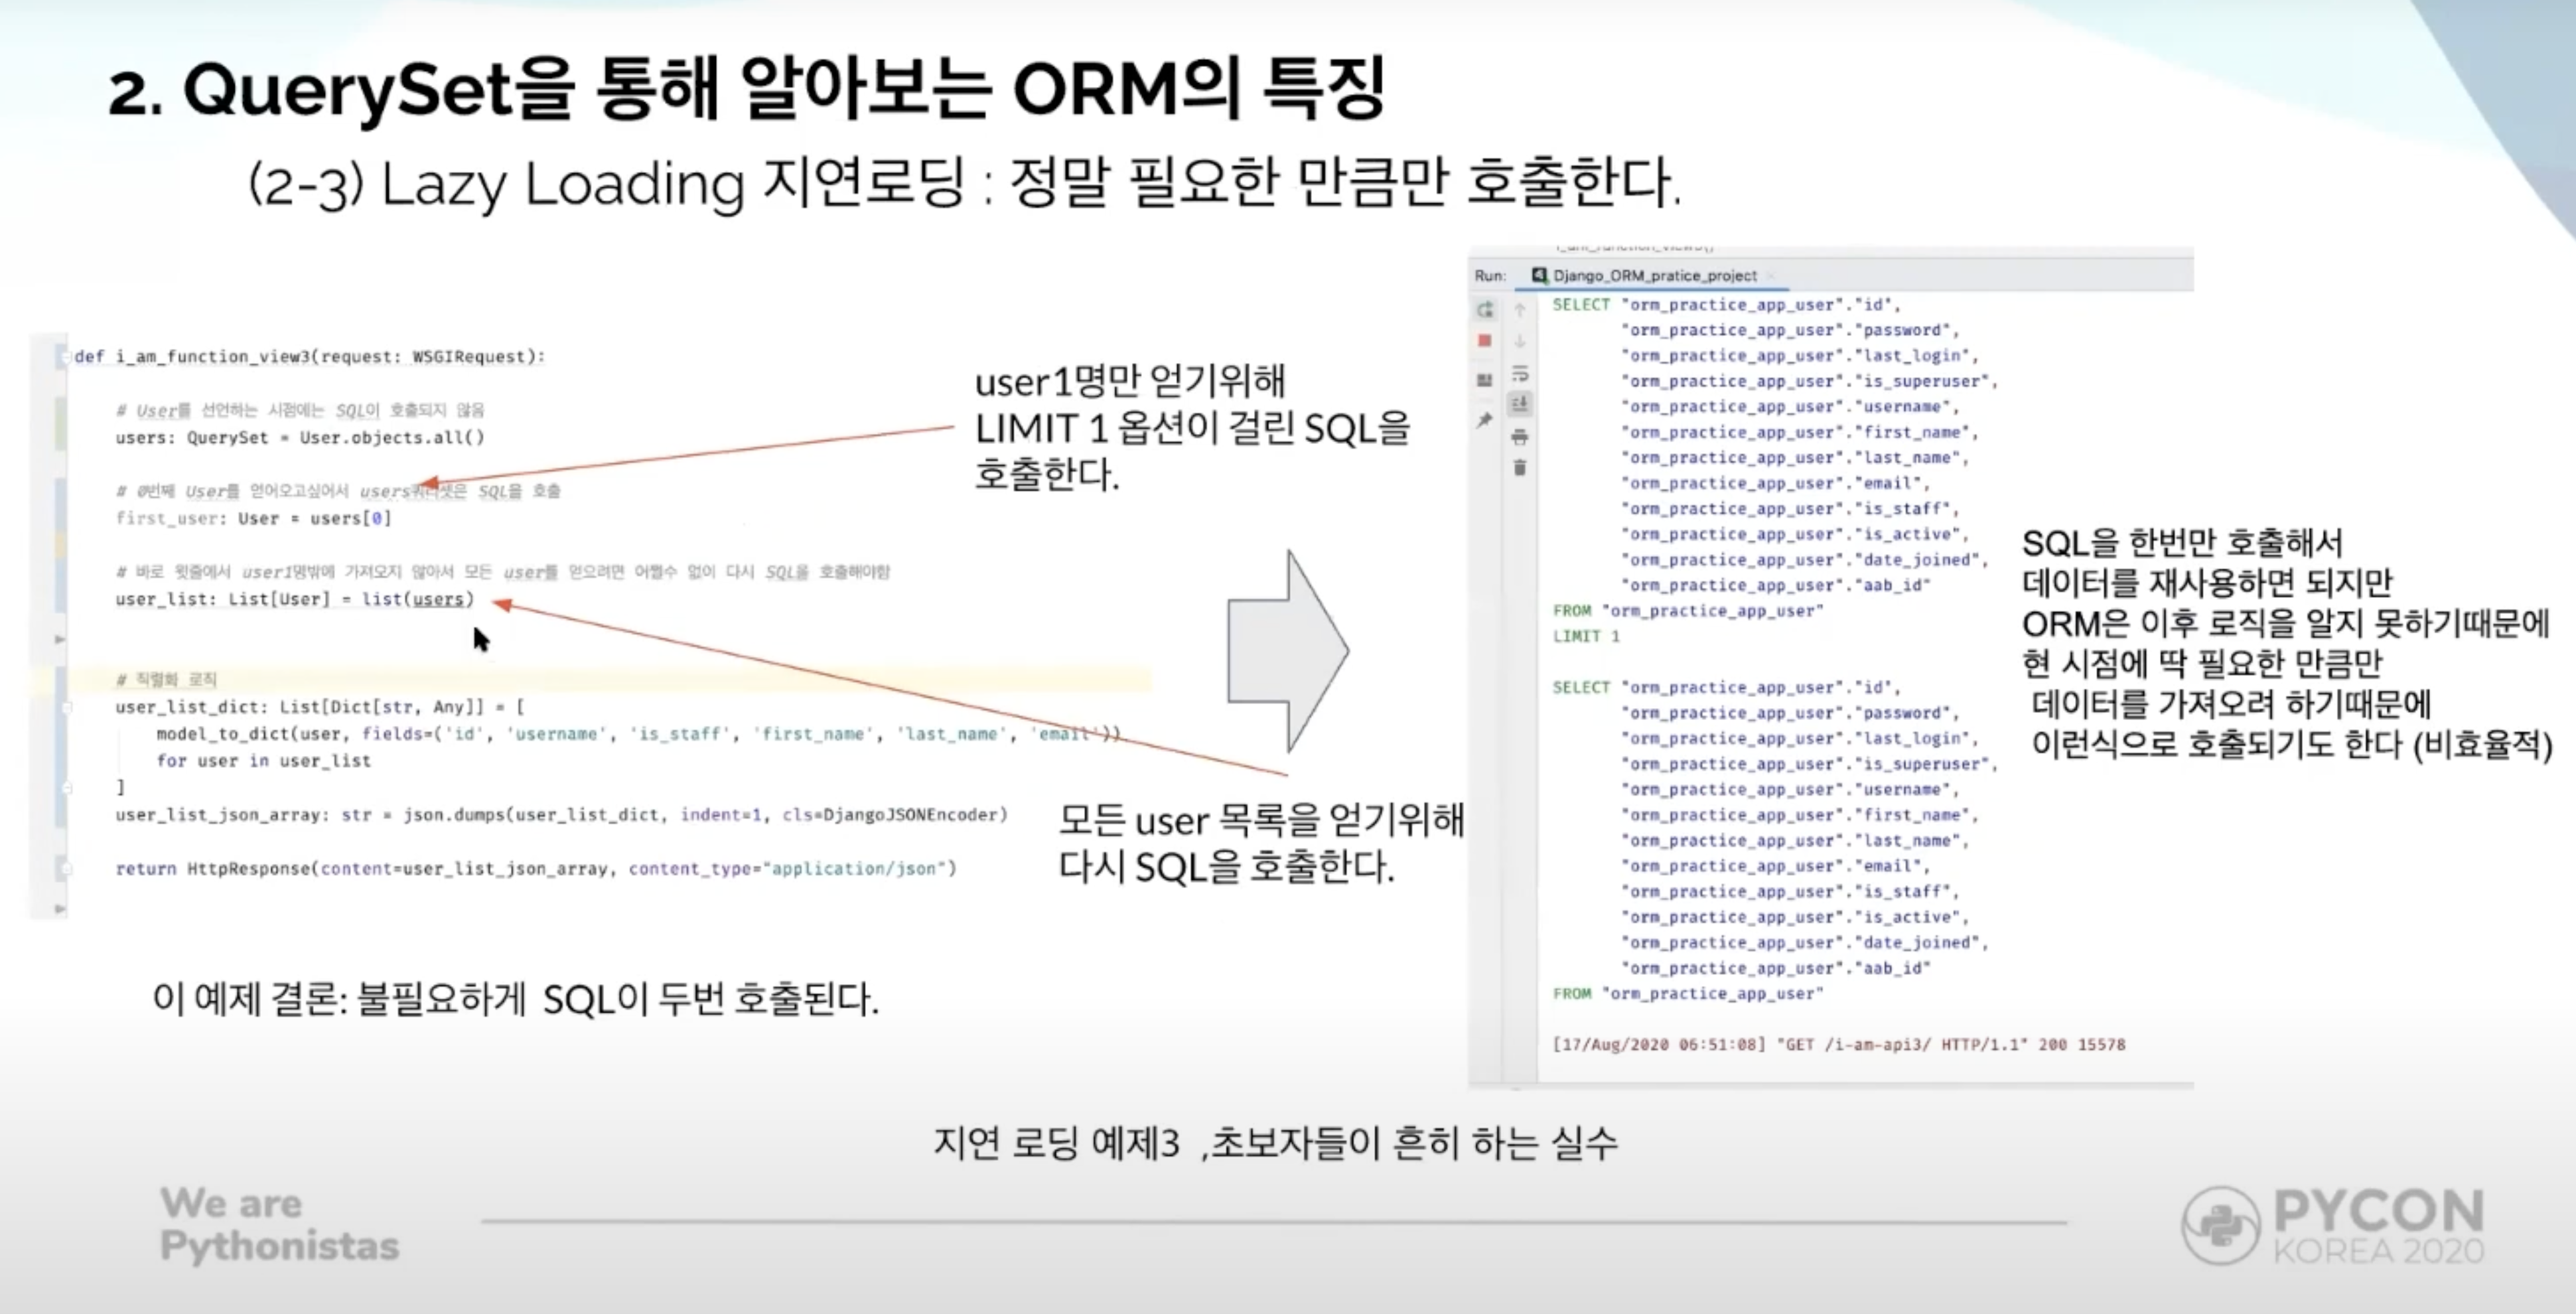 2. QuerySet을 통해 알아보는 ORM의 특징
(2-3) Lazy Loading 지연로딩 : 정말 필요한 만큼만 호출한다.
def i_am_function_view3(request: WSGIRequest):
# User를 선언하는 시점에는 SQL이 호출되지 않음
users: QuerySet = User.objects.all()
# 0번째 User를 얻어오고싶어서 users쿼리셋은 SQL을 호출
first_user: User = users[0]
# 바로 윗줄에서 user1명밖에 가져오지 않아서 모든 user를 얻으려면 어쩔수 없이 다시 SQL을 호출해야함
user_list: List[User] = list(users)
# 직렬화 로직
user_list_dict: List[Dict[str, Any]] = [
model_to_dict(user, fields=('id', 'username', 'is_staff', 'first_name', 'last_name', 'email'))
for user in user_list
]
user_list_json_array: str = json.dumps(user_list_dict, indent=1, cls=DjangoJSONEncoder)
return HttpResponse(content=user_list_json_array, content_type="application/json")
user1명만 얻기위해
LIMIT 1 옵션이 걸린 SQL을
호출한다.
모든 user 목록을 얻기위해
다시 SQL을 호출한다.
이 예제 결론: 불필요하게 SQL이 두번 호출된다.
Run: Django_ORM_pratice_project
SELECT "orm_practice_app_user"."id",
"orm_practice_app_user"."password",
"orm_practice_app_user"."last_login",
"orm_practice_app_user"."is_superuser",
"orm_practice_app_user"."username",
"orm_practice_app_user"."first_name",
"orm_practice_app_user"."last_name",
"orm_practice_app_user"."email",
"orm_practice_app_user"."is_staff",
"orm_practice_app_user"."is_active",
"orm_practice_app_user"."date_joined",
"orm_practice_app_user"."aab_id"
FROM "orm_practice_app_user"
LIMIT 1
SELECT "orm_practice_app_user"."id",
"orm_practice_app_user"."password",
"orm_practice_app_user"."last_login",
"orm_practice_app_user"."is_superuser",
"orm_practice_app_user"."username",
"orm_practice_app_user"."first_name",
"orm_practice_app_user"."last_name",
"orm_practice_app_user"."email",
"orm_practice_app_user"."is_staff",
"orm_practice_app_user"."is_active",
"orm_practice_app_user"."date_joined",
"orm_practice_app_user"."aab_id"
FROM "orm_practice_app_user"
[17/Aug/2020 06:51:08] "GET /i-am-api3/ HTTP/1.1" 200 15578
SQL을 한번만 호출해서
데이터를 재사용하면 되지만
ORM은 이후 로직을 알지 못하기때문에
현 시점에 딱 필요한 만큼만
데이터를 가져오려 하기때문에
이런식으로 호출되기도 한다 (비효율적)
지연 로딩 예제3 ,초보자들이 흔히 하는 실수
We are
Pythonistas
PYCON
KOREA 2020